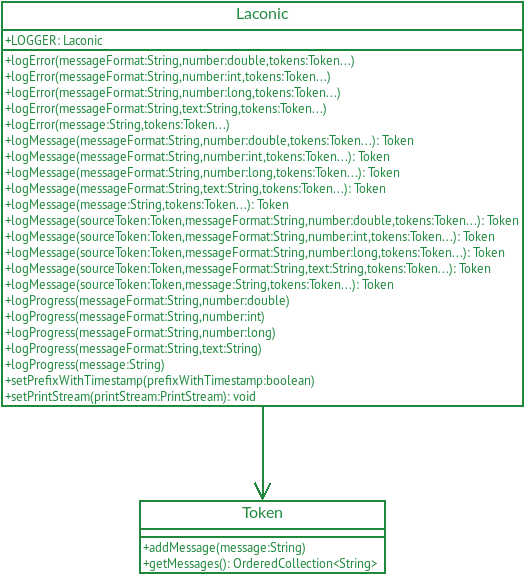 Laconic
+LOGGER: Laconic
+logError(messageFormat:String,number:double,tokens:Token...)
+logError(messageFormat:String,number:int,tokens:Token...)
+logError(messageFormat:String,number:long,tokens:Token...)
+logError(messageFormat:String,text:String,tokens:Token...)
+logError(message:String,tokens:Token...)
+logMessage(messageFormat:String,number:double,tokens:Token...): Token
+logMessage(messageFormat:String,number:int,tokens:Token...): Token
+logMessage(messageFormat:String,number:long,tokens:Token...): Token
+logMessage(messageFormat:String,text:String,tokens:Token...): Token
+logMessage(message:String,tokens:Token...): Token
+logMessage(sourceToken:Token,messageFormat:String,number:double,tokens:Token...): Token
+logMessage(sourceToken:Token,messageFormat:String,number:int,tokens:Token...): Token
+logMessage(sourceToken:Token,messageFormat:String,number:long,tokens:Token...): Token
+logMessage(sourceToken:Token,messageFormat:String,text:String,tokens:Token...): Token
+logMessage(sourceToken:Token,message:String,tokens:Token...): Token
+logProgress(messageFormat:String,number:double)
+logProgress(messageFormat:String,number:int)
+logProgress(messageFormat:String,number:long)
+logProgress(messageFormat:String,text:String)
+logProgress(message:String)
+setPrefixWithTimestamp(prefixWithTimestamp:boolean)
+setPrintStream(printStream:PrintStream): void
Token
+addMessage(message:String)
+getMessages(): OrderedCollection<String>